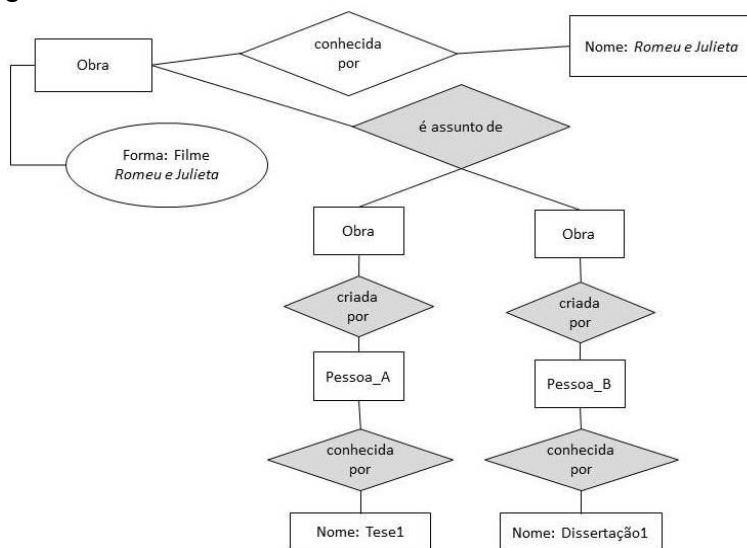 conhecida
por
Nome: Romeu e Julieta
Obra
é assunto de
Forma: Filme
Romeu e Julieta
Obra
Obra
criada
por
criada
por
Pessoa_A
Pessoa_B
conhecida
por
conhecida
por
Nome: Tese1
Nome: Dissertação1